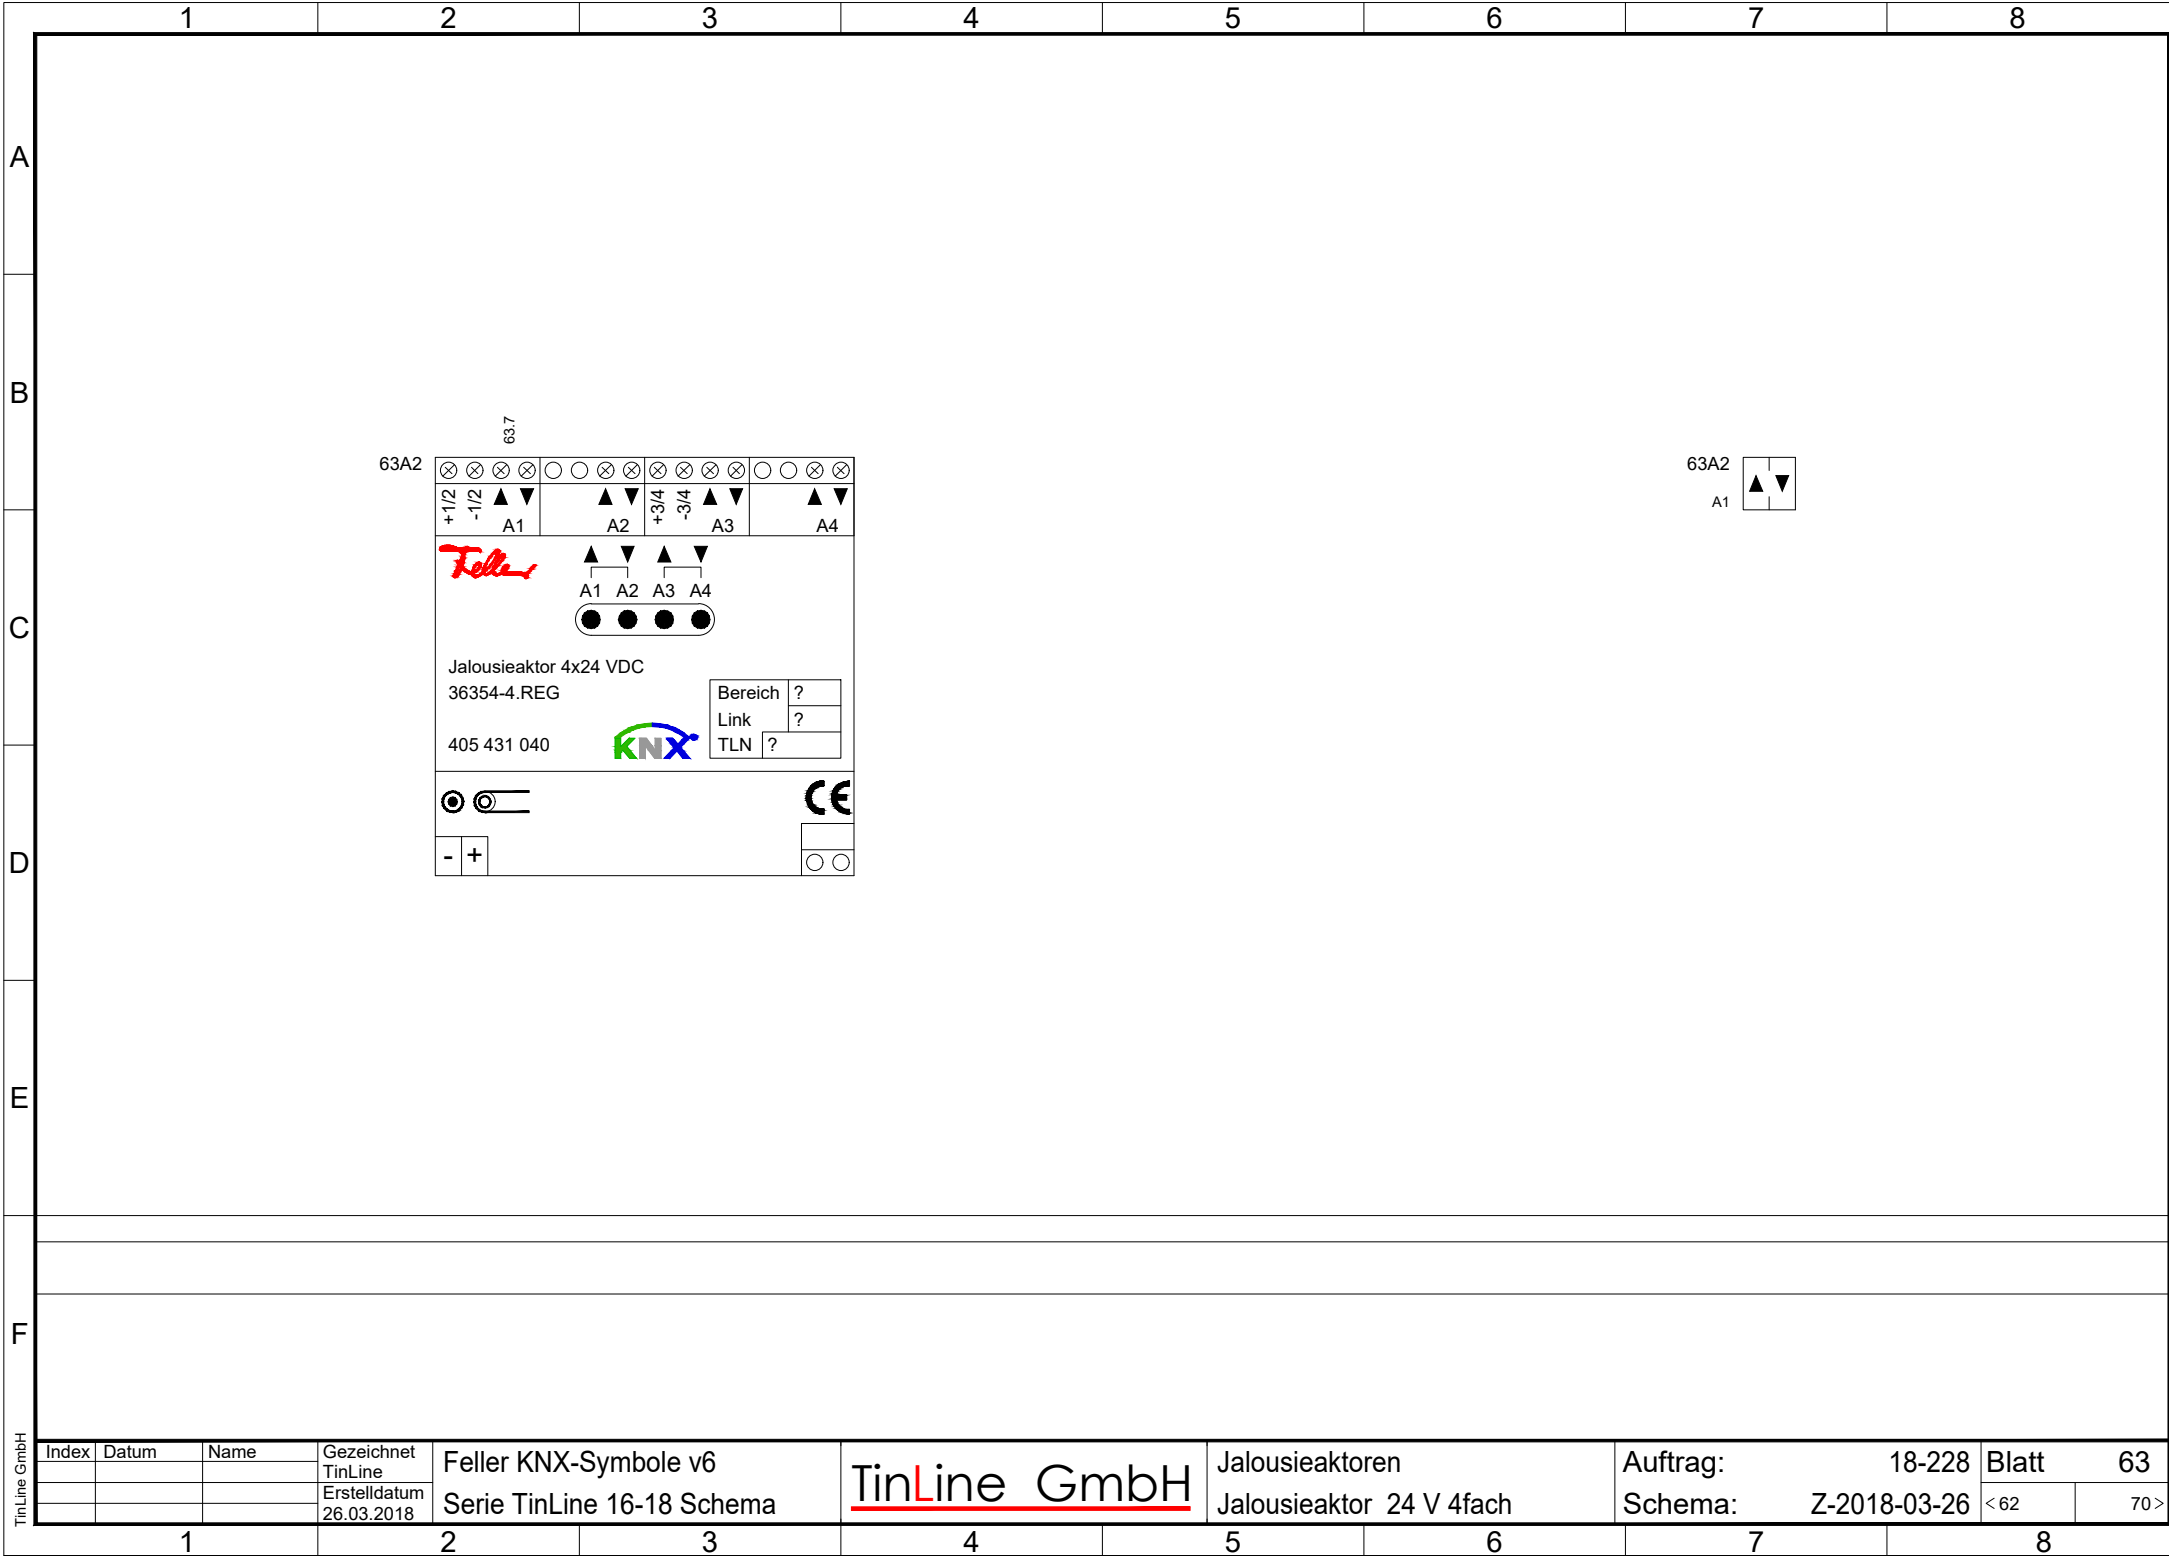 1 2 3 4 5 6 7 8
A
B
C
D
E
F
63.7
63A2
+1/2 -1/2 A1 A2 +3/4 -3/4 A3 A4
63A2
A1
Feller
A1 A2 A3 A4
Jalousieaktor 4x24 VDC
36354-4.REG
405 431 040
KNX
Bereich ?
Link ?
TLN ?
CE
- +
TinLine GmbH
Index Datum Name
Gezeichnet
TinLine
Erstelldatum
26.03.2018
Feller KNX-Symbole v6
Serie TinLine 16-18 Schema
TinLine GmbH
Jalousieaktoren
Jalousieaktor 24 V 4fach
Auftrag: 18-228
Schema: Z-2018-03-26
Blatt 63
<62 70>
1 2 3 4 5 6 7 8